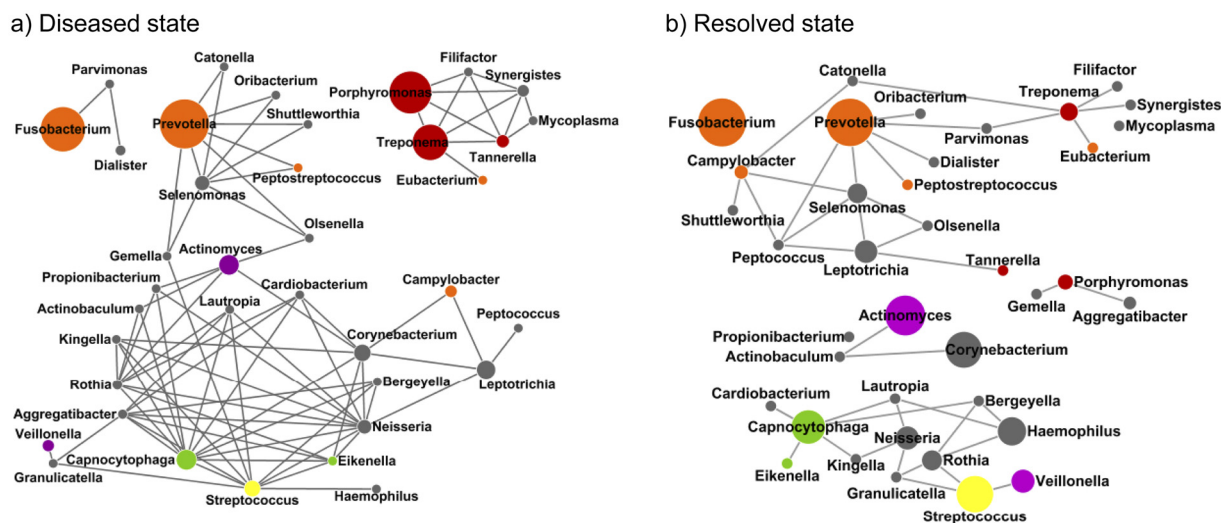 a) Diseased state
b) Resolved state
Catonella
Filifactor
Parvimonas
Oribacterium
Synergistes
Porphyromonas
Shuttleworthia
Fusobacterium
Prevotella
Mycoplasma
Treponema
Tannerella
Dialister
Peptostreptococcus
Eubacterium
Selenomonas
Olsenella
Actinomyces
Gemella
Propionibacterium
Cardiobacterium
Campylobacter
Lautropia
Actinobaculum
Peptococcus
Corynebacterium
Kingella
Leptotrichia
Rothia
Bergeyella
Aggregatibacter
Neisseria
Veillonella
Capnocytophaga
Eikenella
Granulicatella
Streptococcus
Haemophilus
Catonella
Filifactor
Treponema
Oribacterium
Synergistes
Fusobacterium
Prevotella
Mycoplasma
Parvimonas
Eubacterium
Campylobacter
Dialister
Peptostreptococcus
Selenomonas
Shuttleworthia
Olsenella
Peptococcus
Leptotrichia
Tannerella
Porphyromonas
Gemella
Aggregatibacter
Actinomyces
Propionibacterium
Corynebacterium
Actinobaculum
Lautropia
Cardiobacterium
Bergeyella
Capnocytophaga
Neisseria
Haemophilus
Rothia
Eikenella
Kingella
Veillonella
Granulicatella
Streptococcus